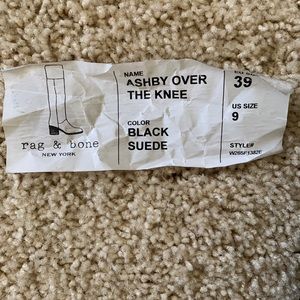 rag & bone
NEW YORK
NAME
ASHBY OVER
THE KNEE
COLOR
BLACK
SUEDE
39
US SIZE
9
STYLE#